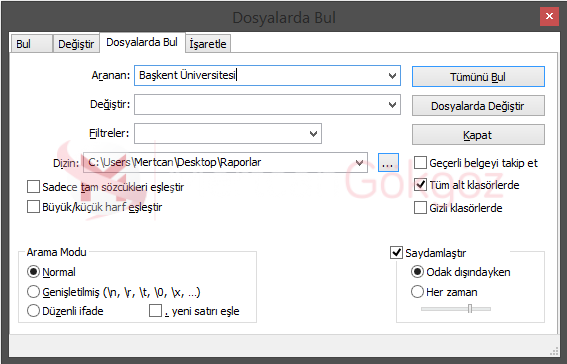 Dosyalarda Bul
Bul Değiştir Dosyalarda Bul İşaretle
Aranan: Başkent Üniversitesi Tümünü Bul
Değiştir: Dosyalarda Değiştir
Filtreler: Kapat
Dizin: C:\Users\Mertcan\Desktop\Raporlar ... Geçerli belgeyi takip et
Sadece tam sözcükleri eşleştir Tüm alt klasörlerde
Büyük/küçük harf eşleştir Gizli klasörlerde
Gökgöz
Arama Modu Saydamlaştır
Normal Odak dışındayken
Genişletilmiş (\n, \r, \t, \0, \x, ...) Her zaman
Düzenli ifade . yeni satırı eşle